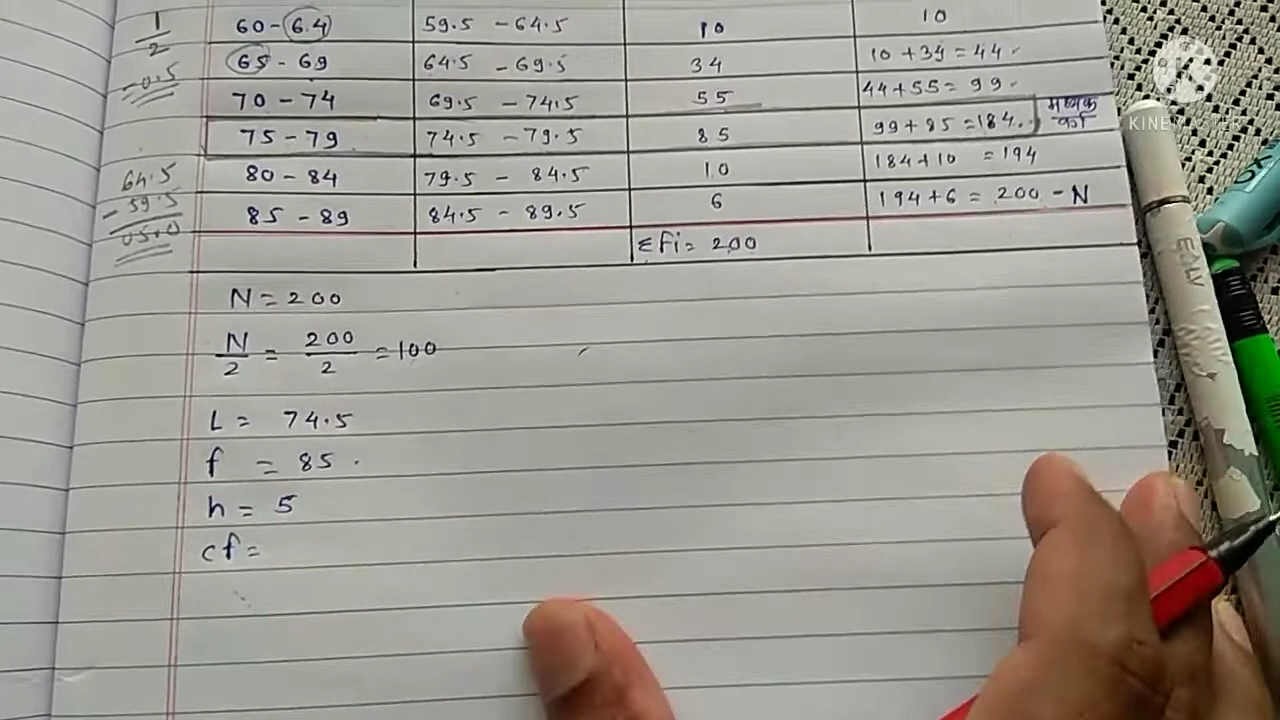 1/2
60-64 59.5 -64.5 10 10
-0.5
65 - 69 64.5 -69.5 34 10 +34 = 44
70 - 74 69.5 - 74.5 55 44+55= 99
75 - 79 74.5 - 79.5 85 99 + 85 =184. मध्यक वर्ग
80 - 84 79.5 - 84.5 10 184+10 = 194
64.5
- 59.5
05.0
85 - 89 84.5 - 89.5 6 194+6 = 200 - N
Σfi= 200
N = 200
N/2 = 200/2 = 100
L = 74.5
f = 85
h = 5
cf =
KINEMASTER